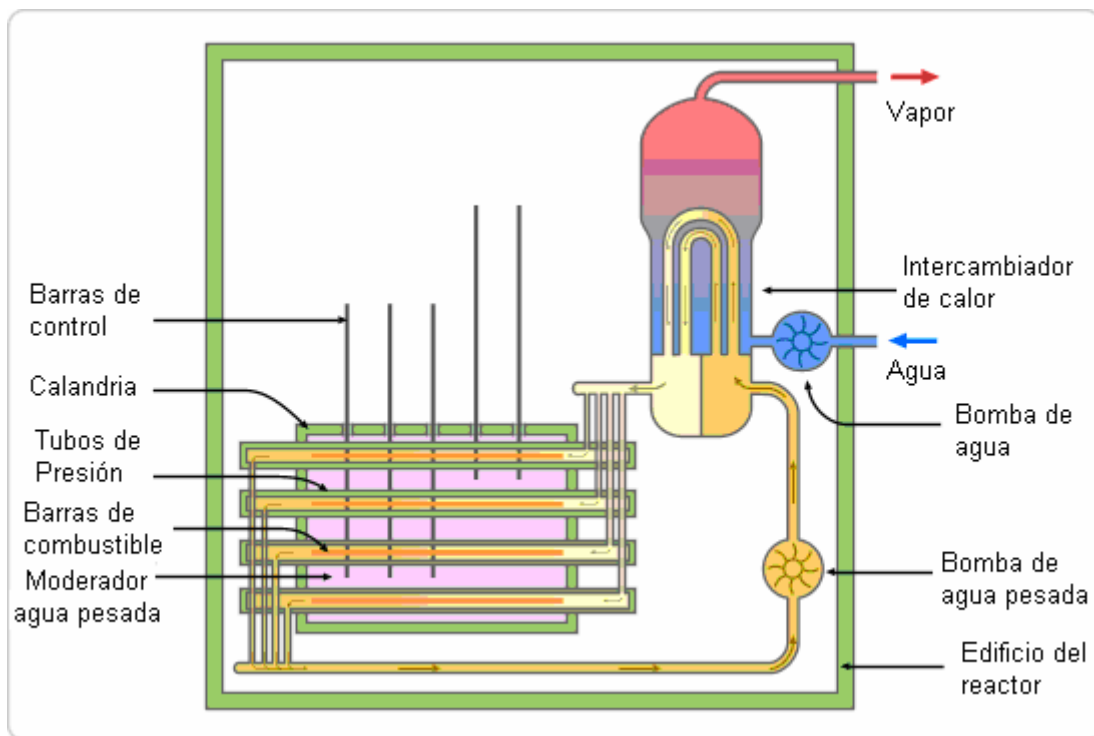 Vapor
Intercambiador
de calor
Barras de
control
Agua
Calandria
Bomba de
agua
Tubos de
Presión
Barras de
combustible
Moderador
agua pesada
Bomba de
agua pesada
Edificio del
reactor